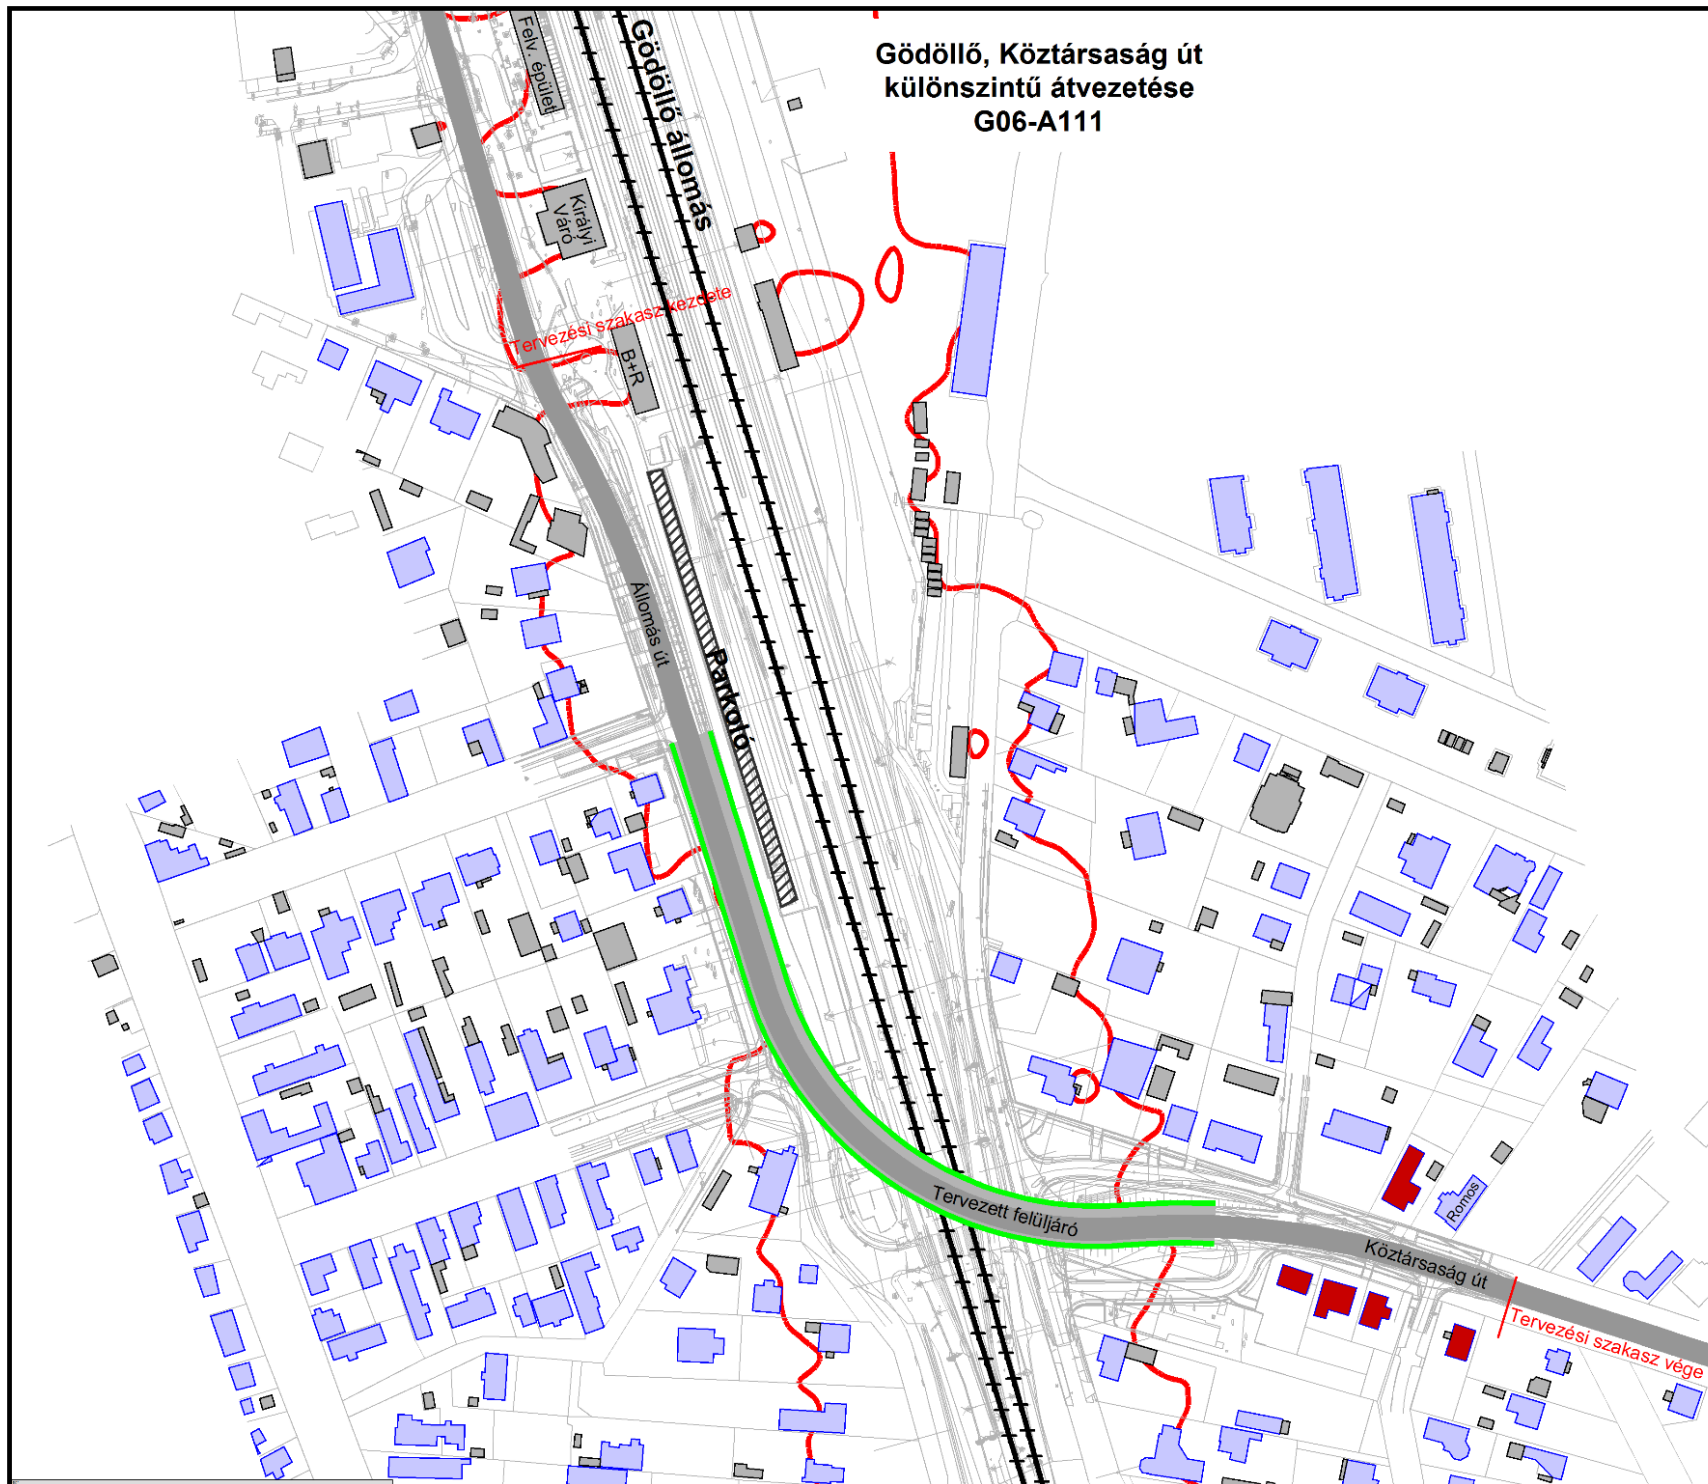 Gödöllő, Köztársaság út
különszintű átvezetése
G06-A111
Felv. épület
Gödöllő állomás
Királyi
Váró
Tervezési szakasz kezdete
B+R
Állomás út
Parkoló
Tervezett felüljáró
Romos
Köztársaság út
Tervezési szakasz vége